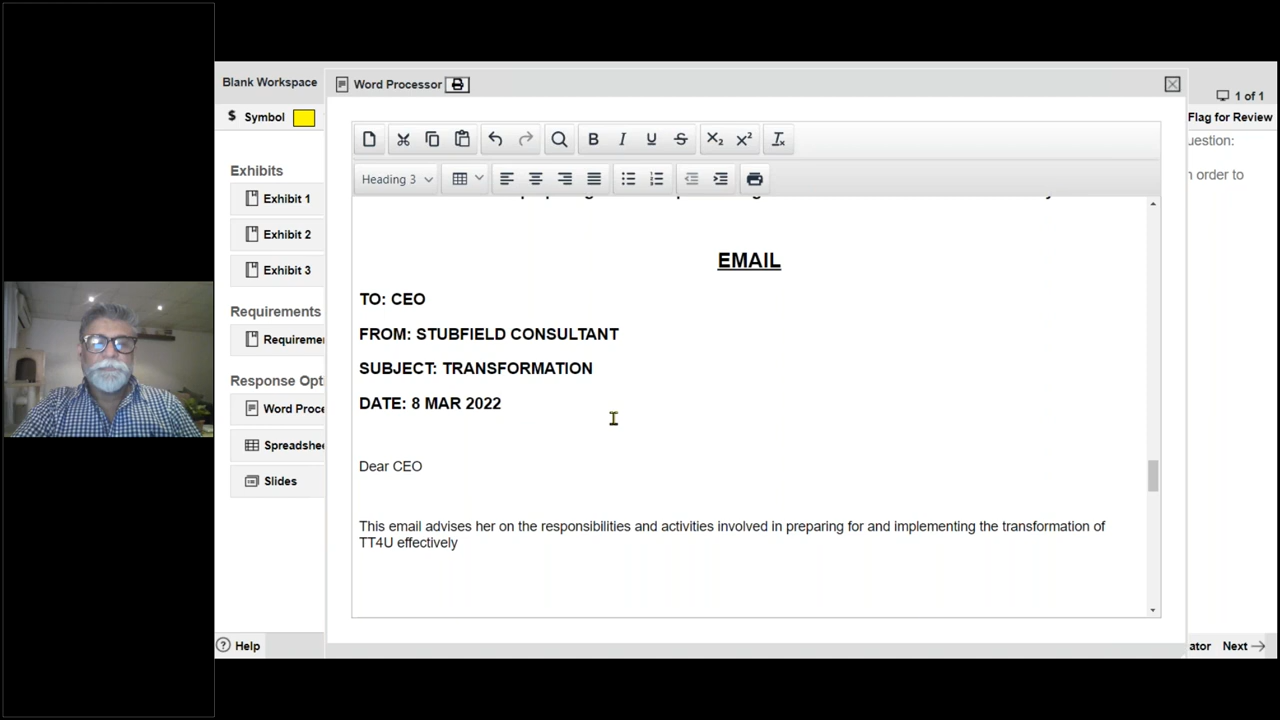 Blank Workspace
Word Processor
1 of 1
$ Symbol
Flag for Review
uestion:
n order to
Exhibits
Exhibit 1
Exhibit 2
Exhibit 3
Requirements
Requiremen
Response Opt
Word Proce
Spreadshee
Slides
Heading 3
EMAIL
TO: CEO
FROM: STUBFIELD CONSULTANT
SUBJECT: TRANSFORMATION
DATE: 8 MAR 2022
Dear CEO
This email advises her on the responsibilities and activities involved in preparing for and implementing the transformation of
TT4U effectively
Help
ator
Next